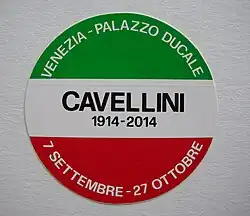 VENEZIA - PALAZZO DUCALE
CAVELLINI
1914-2014
7 SETTEMBRE - 27 OTTOBRE